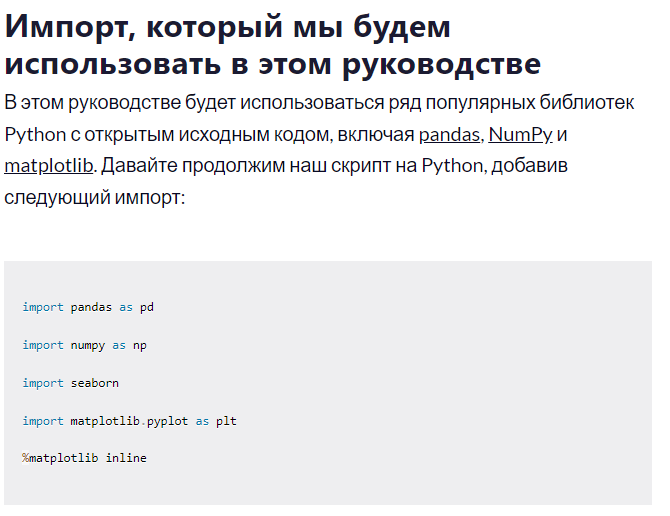 Импорт, который мы будем
использовать в этом руководстве
В этом руководстве будет использоваться ряд популярных библиотек
Python с открытым исходным кодом, включая pandas, NumPy и
matplotlib. Давайте продолжим наш скрипт на Python, добавив
следующий импорт:
import pandas as pd
import numpy as np
import seaborn
import matplotlib.pyplot as plt
%matplotlib inline